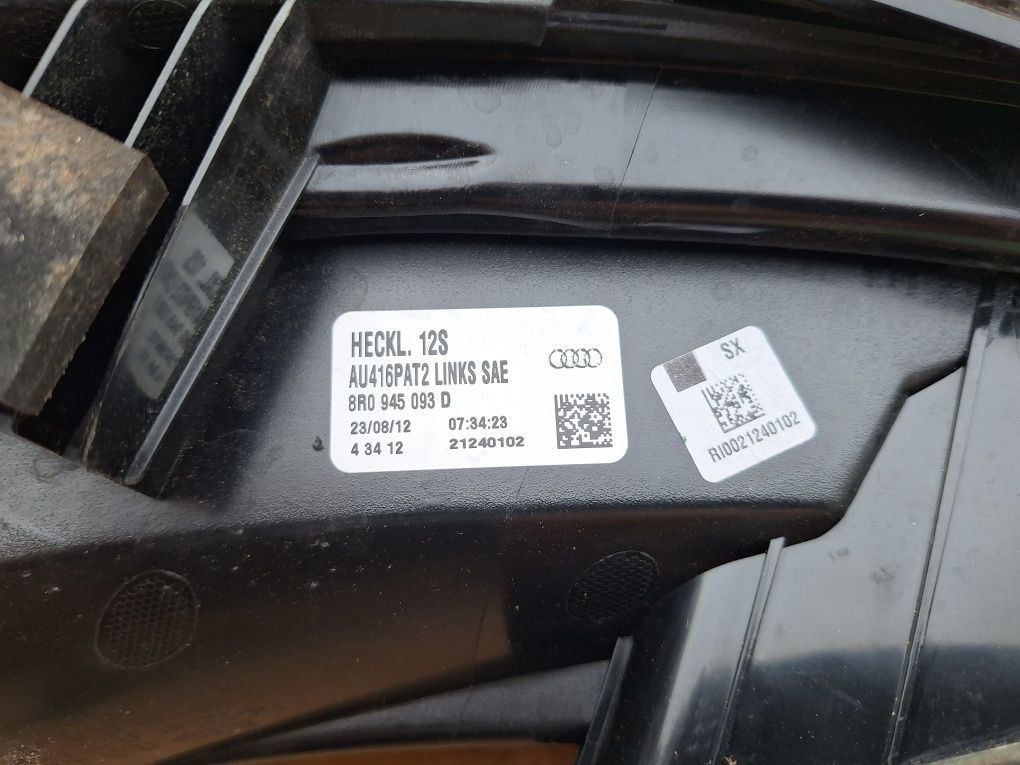 HECKL. 12S
AU416PAT2 LINKS SAE
8R0 945 093 D
23/08/12 07:34:23
4 34 12 21240102
SX
RI0021240102